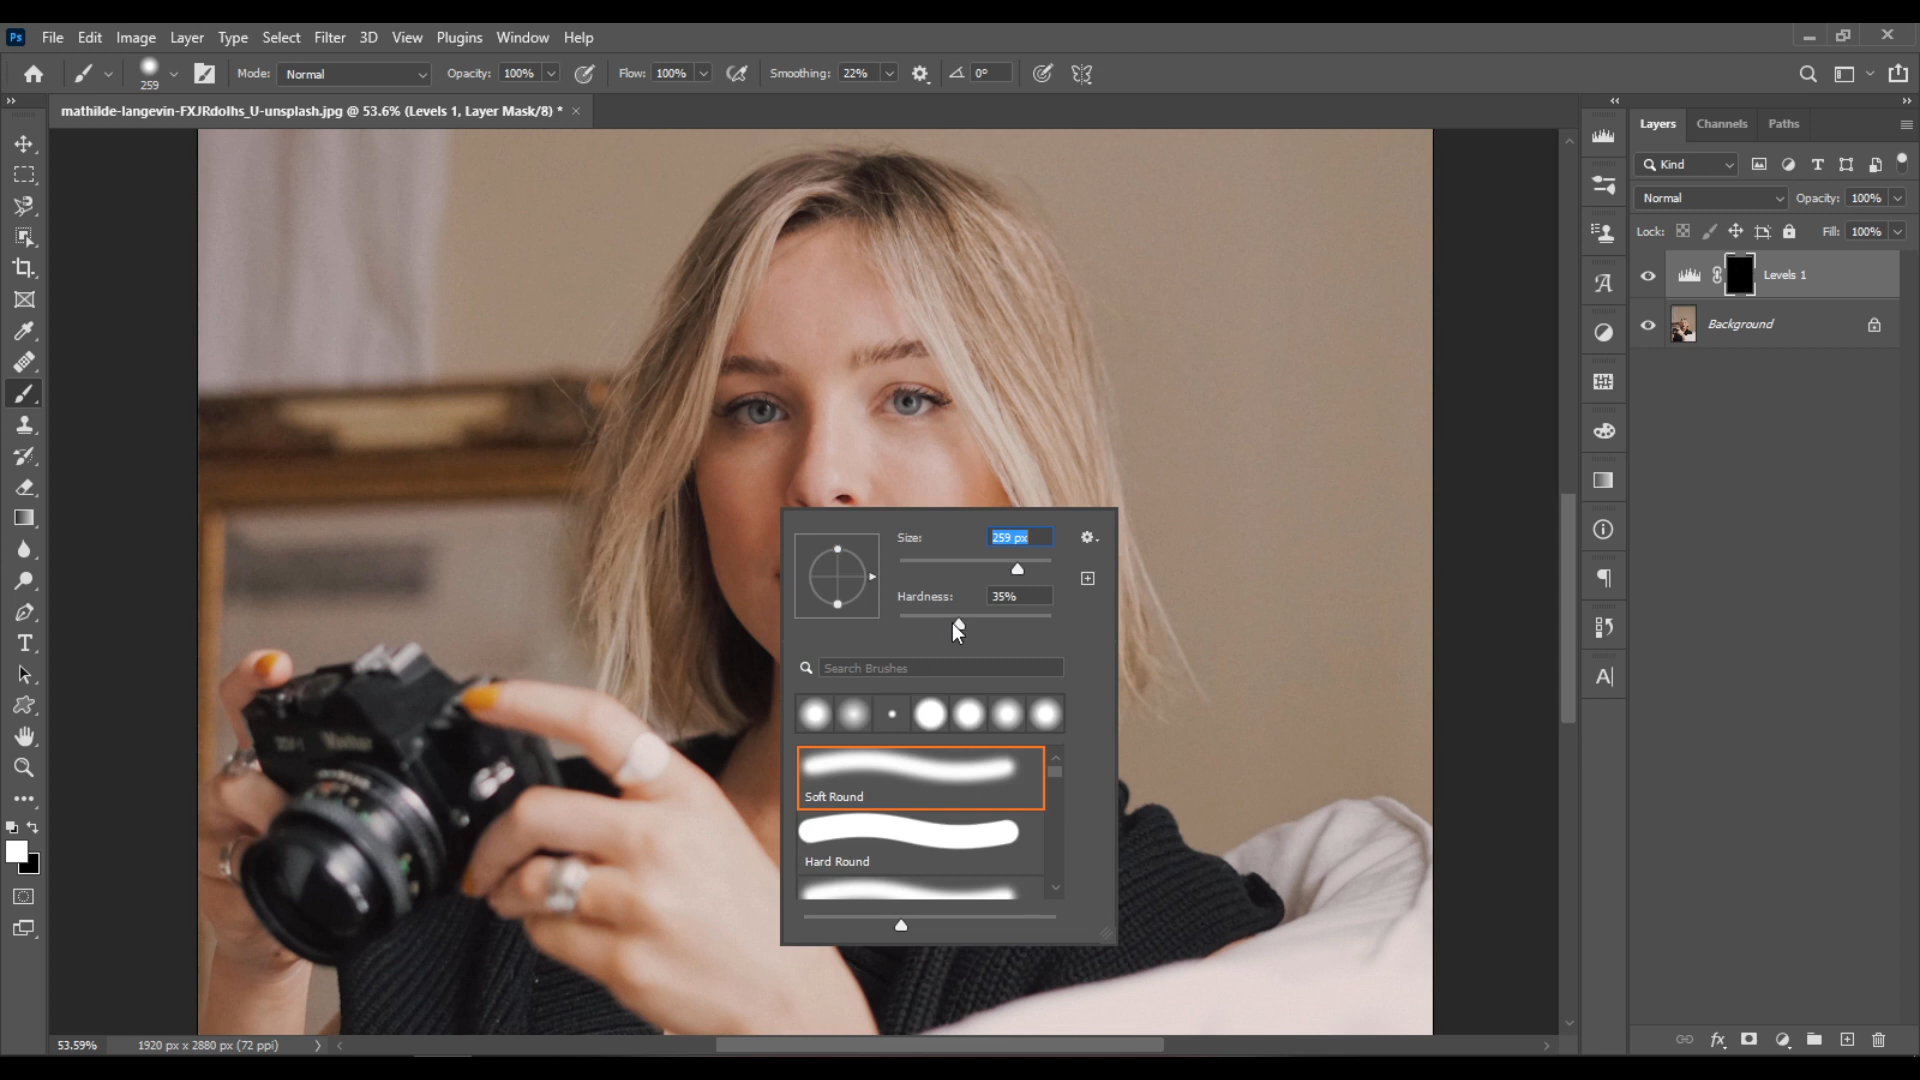 Ps File Edit Image Layer Type Select Filter 3D View Plugins Window Help
259 Mode: Normal Opacity: 100% Flow: 100% Smoothing: 22% 0°
mathilde-langevin-FXJRdolhs_U-unsplash.jpg @ 53.6% (Levels 1, Layer Mask/8) * ×
Layers Channels Paths
Kind
Normal Opacity: 100%
Lock: Fill: 100%
Levels 1
Background
Size: 259 px
Hardness: 35%
Search Brushes
Soft Round
Hard Round
53.59% 1920 px x 2880 px (72 ppi)